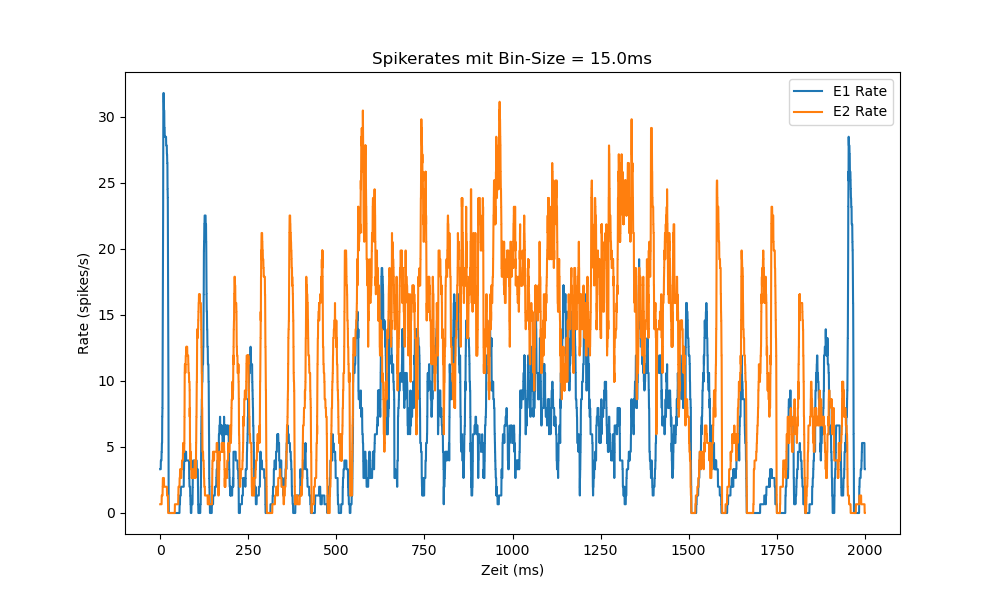 Spikerates mit Bin-Size = 15.0ms
E1 Rate
E2 Rate
30
25
20
15
10
5
0
Rate (spikes/s)
0 250 500 750 1000 1250 1500 1750 2000
Zeit (ms)